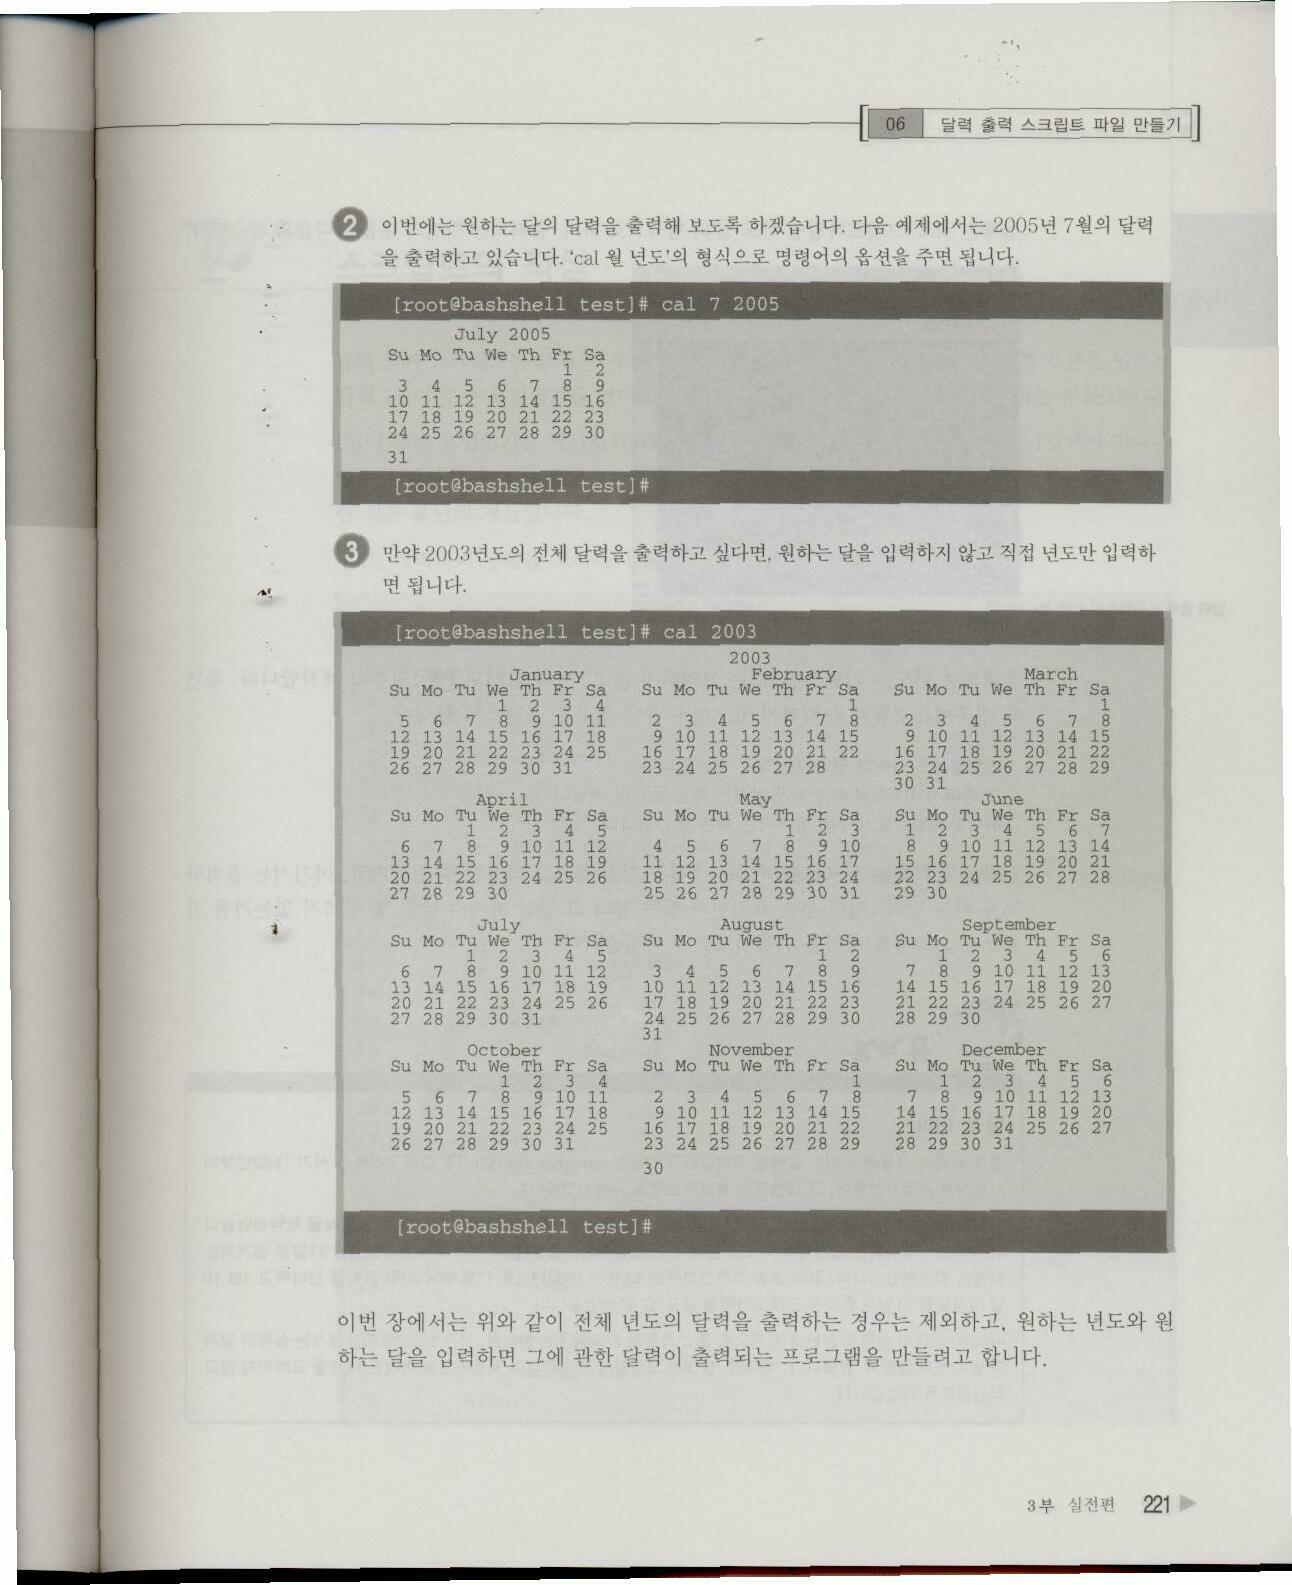 06 달력 출력 스크립트 파일 만들기
2 이번에는 원하는 달의 달력을 출력해 보도록 하겠습니다. 다음 예제에서는 2005년 7월의 달력
을 출력하고 있습니다. ‘cal 월 년도’의 형식으로 명령어의 옵션을 주면 됩니다.
[root@bashshell test]# cal 7 2005
July 2005
Su Mo Tu We Th Fr Sa
1 2
3 4 5 6 7 8 9
10 11 12 13 14 15 16
17 18 19 20 21 22 23
24 25 26 27 28 29 30
31
[root@bashshell test]#
3 만약 2003년도의 전체 달력을 출력하고 싶다면, 원하는 달을 입력하지 않고 직접 년도만 입력하
면 됩니다.
[root@bashshell test]# cal 2003
2003
January February March
Su Mo Tu We Th Fr Sa Su Mo Tu We Th Fr Sa Su Mo Tu We Th Fr Sa
1 2 3 4 1 1
5 6 7 8 9 10 11 2 3 4 5 6 7 8 2 3 4 5 6 7 8
12 13 14 15 16 17 18 9 10 11 12 13 14 15 9 10 11 12 13 14 15
19 20 21 22 23 24 25 16 17 18 19 20 21 22 16 17 18 19 20 21 22
26 27 28 29 30 31 23 24 25 26 27 28 23 24 25 26 27 28 29
30 31
April May June
Su Mo Tu We Th Fr Sa Su Mo Tu We Th Fr Sa Su Mo Tu We Th Fr Sa
1 2 3 4 5 1 2 3 1 2 3 4 5 6 7
6 7 8 9 10 11 12 4 5 6 7 8 9 10 8 9 10 11 12 13 14
13 14 15 16 17 18 19 11 12 13 14 15 16 17 15 16 17 18 19 20 21
20 21 22 23 24 25 26 18 19 20 21 22 23 24 22 23 24 25 26 27 28
27 28 29 30 25 26 27 28 29 30 31 29 30
July August September
Su Mo Tu We Th Fr Sa Su Mo Tu We Th Fr Sa Su Mo Tu We Th Fr Sa
1 2 3 4 5 1 2 1 2 3 4 5 6
6 7 8 9 10 11 12 3 4 5 6 7 8 9 7 8 9 10 11 12 13
13 14 15 16 17 18 19 10 11 12 13 14 15 16 14 15 16 17 18 19 20
20 21 22 23 24 25 26 17 18 19 20 21 22 23 21 22 23 24 25 26 27
27 28 29 30 31 24 25 26 27 28 29 30 28 29 30
31
October November December
Su Mo Tu We Th Fr Sa Su Mo Tu We Th Fr Sa Su Mo Tu We Th Fr Sa
1 2 3 4 1 1 2 3 4 5 6
5 6 7 8 9 10 11 2 3 4 5 6 7 8 7 8 9 10 11 12 13
12 13 14 15 16 17 18 9 10 11 12 13 14 15 14 15 16 17 18 19 20
19 20 21 22 23 24 25 16 17 18 19 20 21 22 21 22 23 24 25 26 27
26 27 28 29 30 31 23 24 25 26 27 28 29 28 29 30 31
30
[root@bashshell test]#
이번 장에서는 위와 같이 전체 년도의 달력을 출력하는 경우는 제외하고, 원하는 년도와 원
하는 달을 입력하면 그에 관한 달력이 출력되는 프로그램을 만들려고 합니다.
3부 실전편 221